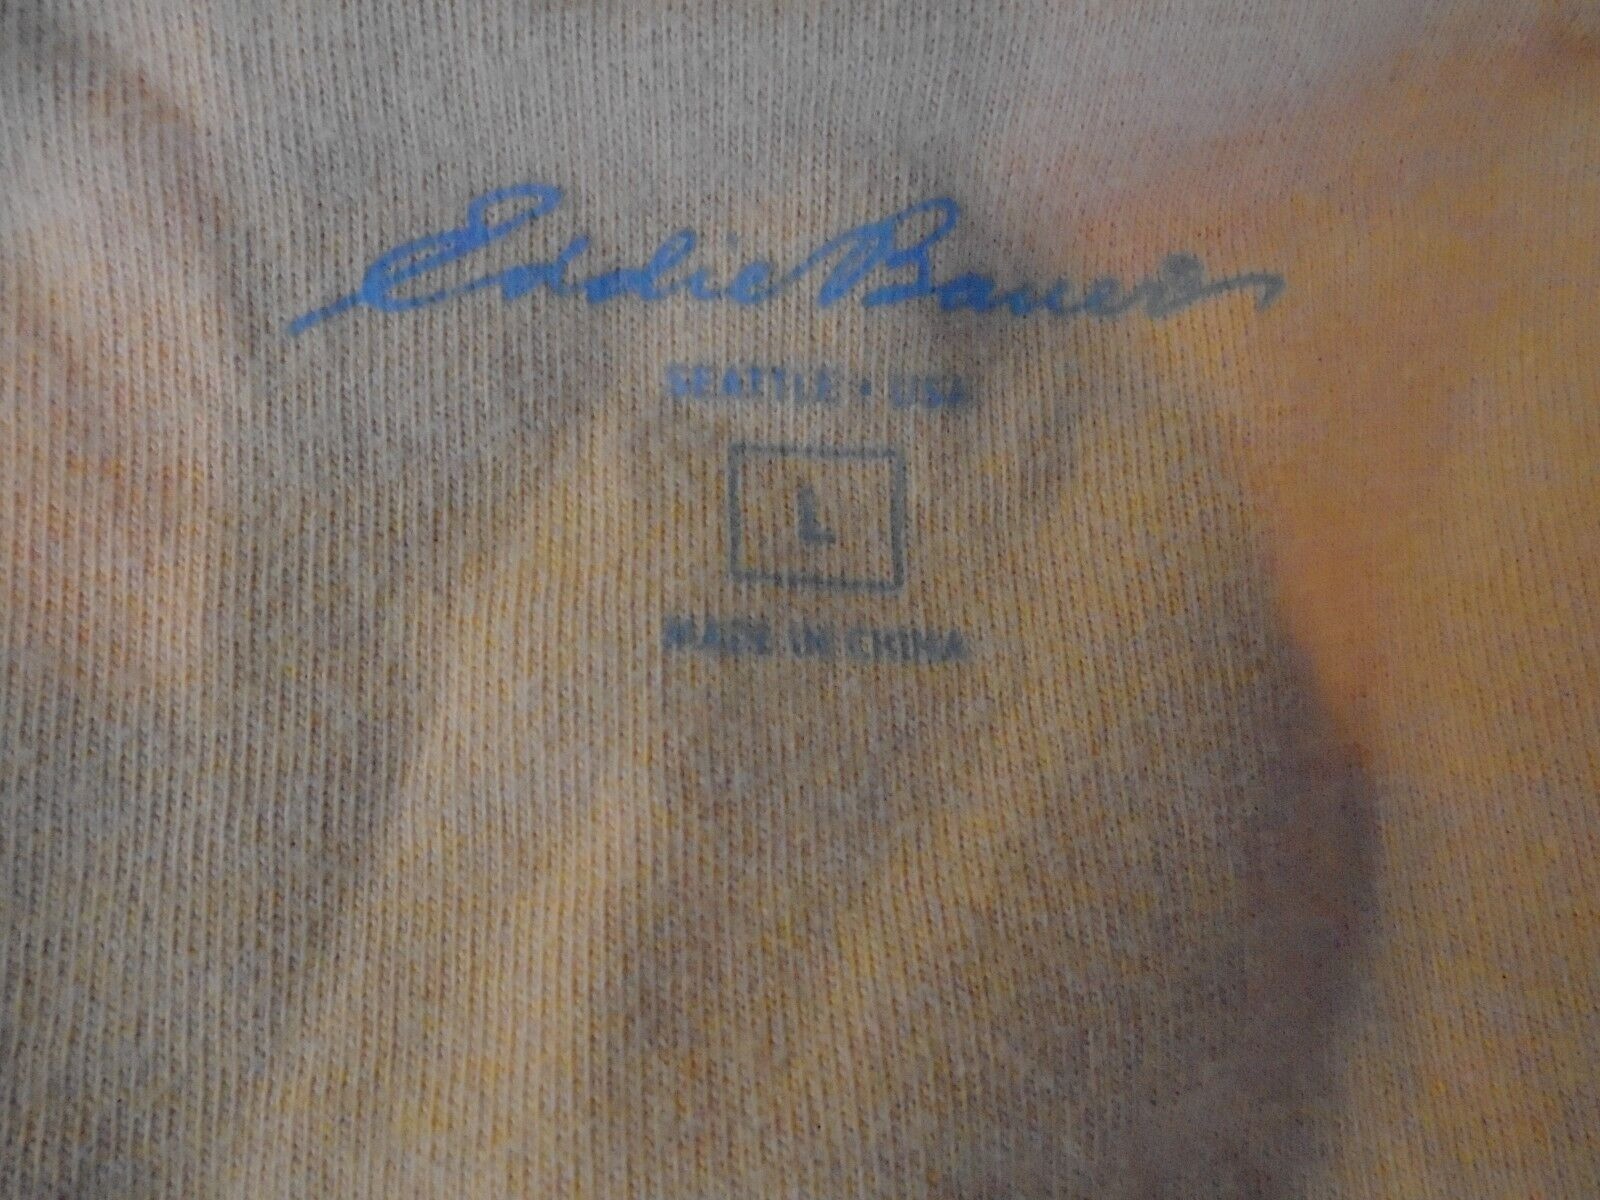 Eddie Bauer
SEATTLE • USA
L
MADE IN CHINA